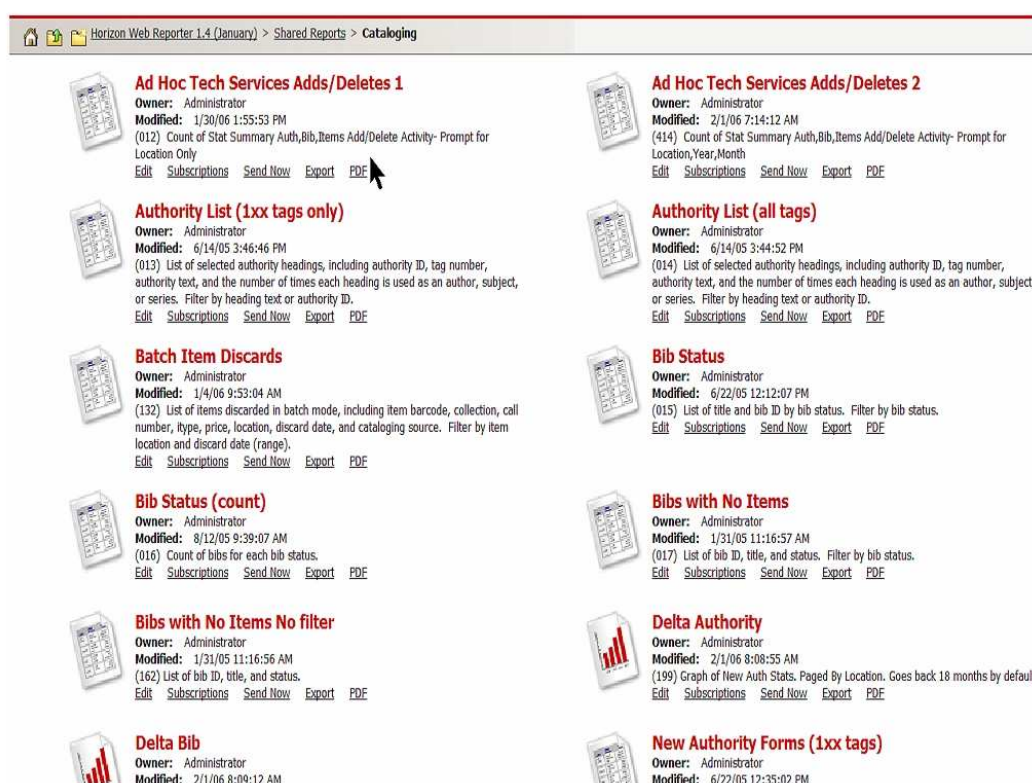 Horizon Web Reporter 1.4 (January) > Shared Reports > Cataloging
Ad Hoc Tech Services Adds/Deletes 1
Owner: Administrator
Modified: 1/30/06 1:55:53 PM
(012) Count of Stat Summary Auth,Bib,Items Add/Delete Activity- Prompt for
Location Only
Edit Subscriptions Send Now Export PDF
Ad Hoc Tech Services Adds/Deletes 2
Owner: Administrator
Modified: 2/1/06 7:14:12 AM
(414) Count of Stat Summary Auth,Bib,Items Add/Delete Activity- Prompt for
Location,Year,Month
Edit Subscriptions Send Now Export PDF
Authority List (1xx tags only)
Owner: Administrator
Modified: 6/14/05 3:46:46 PM
(013) List of selected authority headings, including authority ID, tag number,
authority text, and the number of times each heading is used as an author, subject,
or series. Filter by heading text or authority ID.
Edit Subscriptions Send Now Export PDF
Authority List (all tags)
Owner: Administrator
Modified: 6/14/05 3:44:52 PM
(014) List of selected authority headings, including authority ID, tag number,
authority text, and the number of times each heading is used as an author, subject
or series. Filter by heading text or authority ID.
Edit Subscriptions Send Now Export PDF
Batch Item Discards
Owner: Administrator
Modified: 1/4/06 9:53:04 AM
(132) List of items discarded in batch mode, including item barcode, collection, call
number, itype, price, location, discard date, and cataloging source. Filter by item
location and discard date (range).
Edit Subscriptions Send Now Export PDF
Bib Status
Owner: Administrator
Modified: 6/22/05 12:12:07 PM
(015) List of title and bib ID by bib status. Filter by bib status.
Edit Subscriptions Send Now Export PDF
Bib Status (count)
Owner: Administrator
Modified: 8/12/05 9:39:07 AM
(016) Count of bibs for each bib status.
Edit Subscriptions Send Now Export PDF
Bibs with No Items
Owner: Administrator
Modified: 1/31/05 11:16:57 AM
(017) List of bib ID, title, and status. Filter by bib status.
Edit Subscriptions Send Now Export PDF
Bibs with No Items No filter
Owner: Administrator
Modified: 1/31/05 11:16:56 AM
(162) List of bib ID, title, and status.
Edit Subscriptions Send Now Export PDF
Delta Authority
Owner: Administrator
Modified: 2/1/06 8:08:55 AM
(199) Graph of New Auth Stats. Paged By Location. Goes back 18 months by defaul
Edit Subscriptions Send Now Export PDF
Delta Bib
Owner: Administrator
Modified: 2/1/06 8:09:12 AM
New Authority Forms (1xx tags)
Owner: Administrator
Modified: 6/22/05 12:35:02 PM